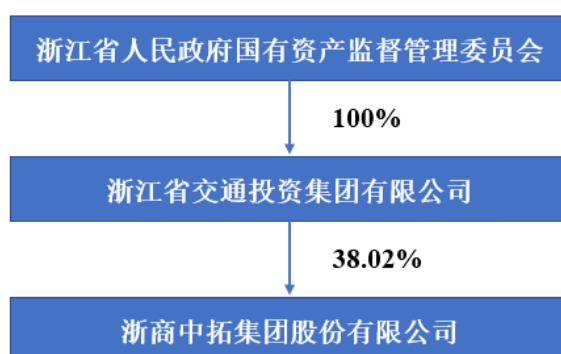 浙江省人民政府国有资产监督管理委员会
100%
浙江省交通投资集团有限公司
38.02%
浙商中拓集团股份有限公司